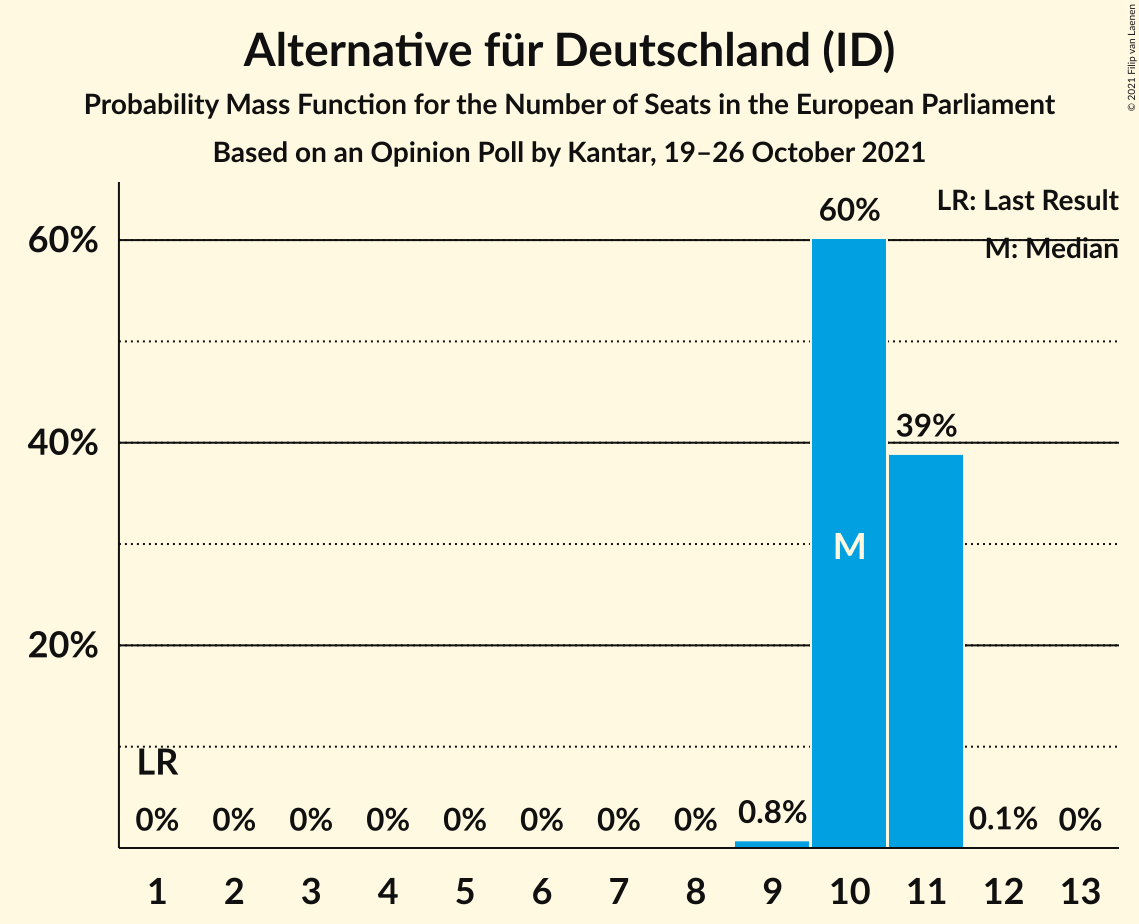 Alternative für Deutschland (ID)
Probability Mass Function for the Number of Seats in the European Parliament
Based on an Opinion Poll by Kantar, 19–26 October 2021
© 2021 Filip van Laenen
LR: Last Result
M: Median
60%
40%
20%
60%
39%
M
LR
0% 0% 0% 0% 0% 0% 0% 0% 0.8% 0.1% 0%
1 2 3 4 5 6 7 8 9 10 11 12 13